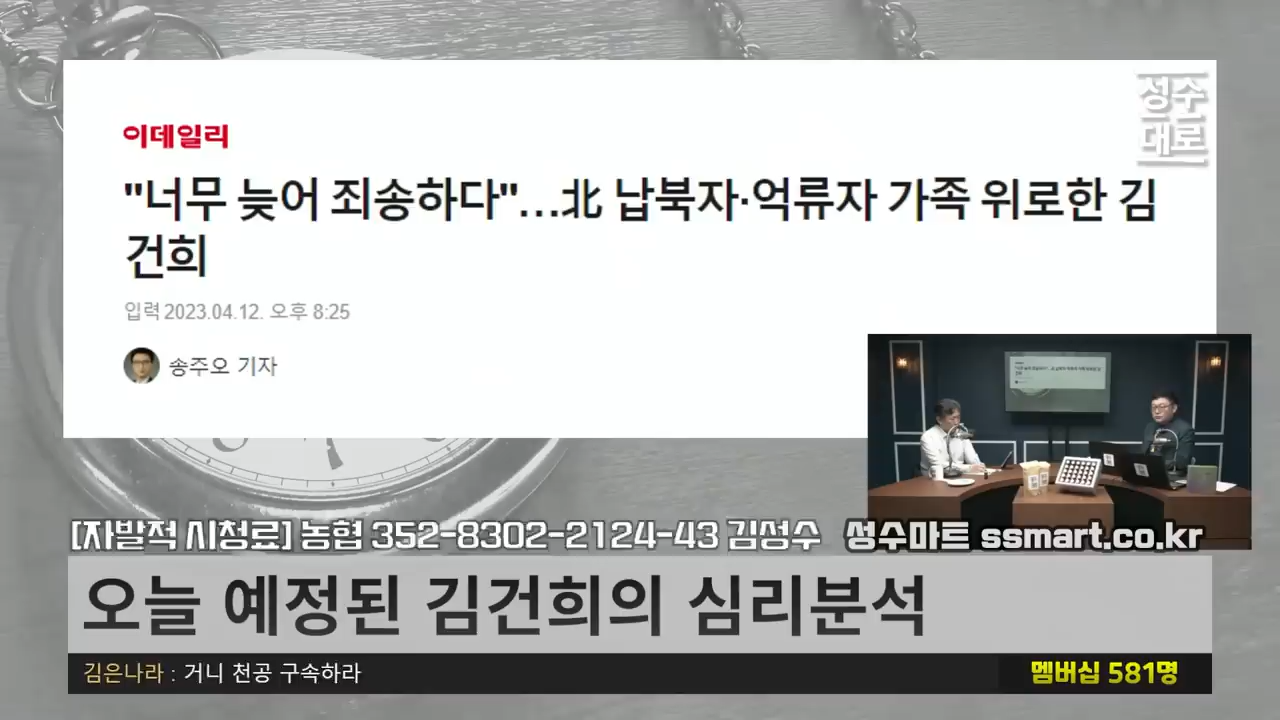 이데일리
성수
대로
"너무 늦어 죄송하다"…北 납북자·억류자 가족 위로한 김
건희
입력 2023.04.12. 오후 8:25
송주오 기자
[자발적 시청료] 농협 352-8302-2124-43 김성수 성수마트 ssmart.co.kr
오늘 예정된 김건희의 심리분석
김은나라 : 거니 천공 구속하라
멤버십 581명